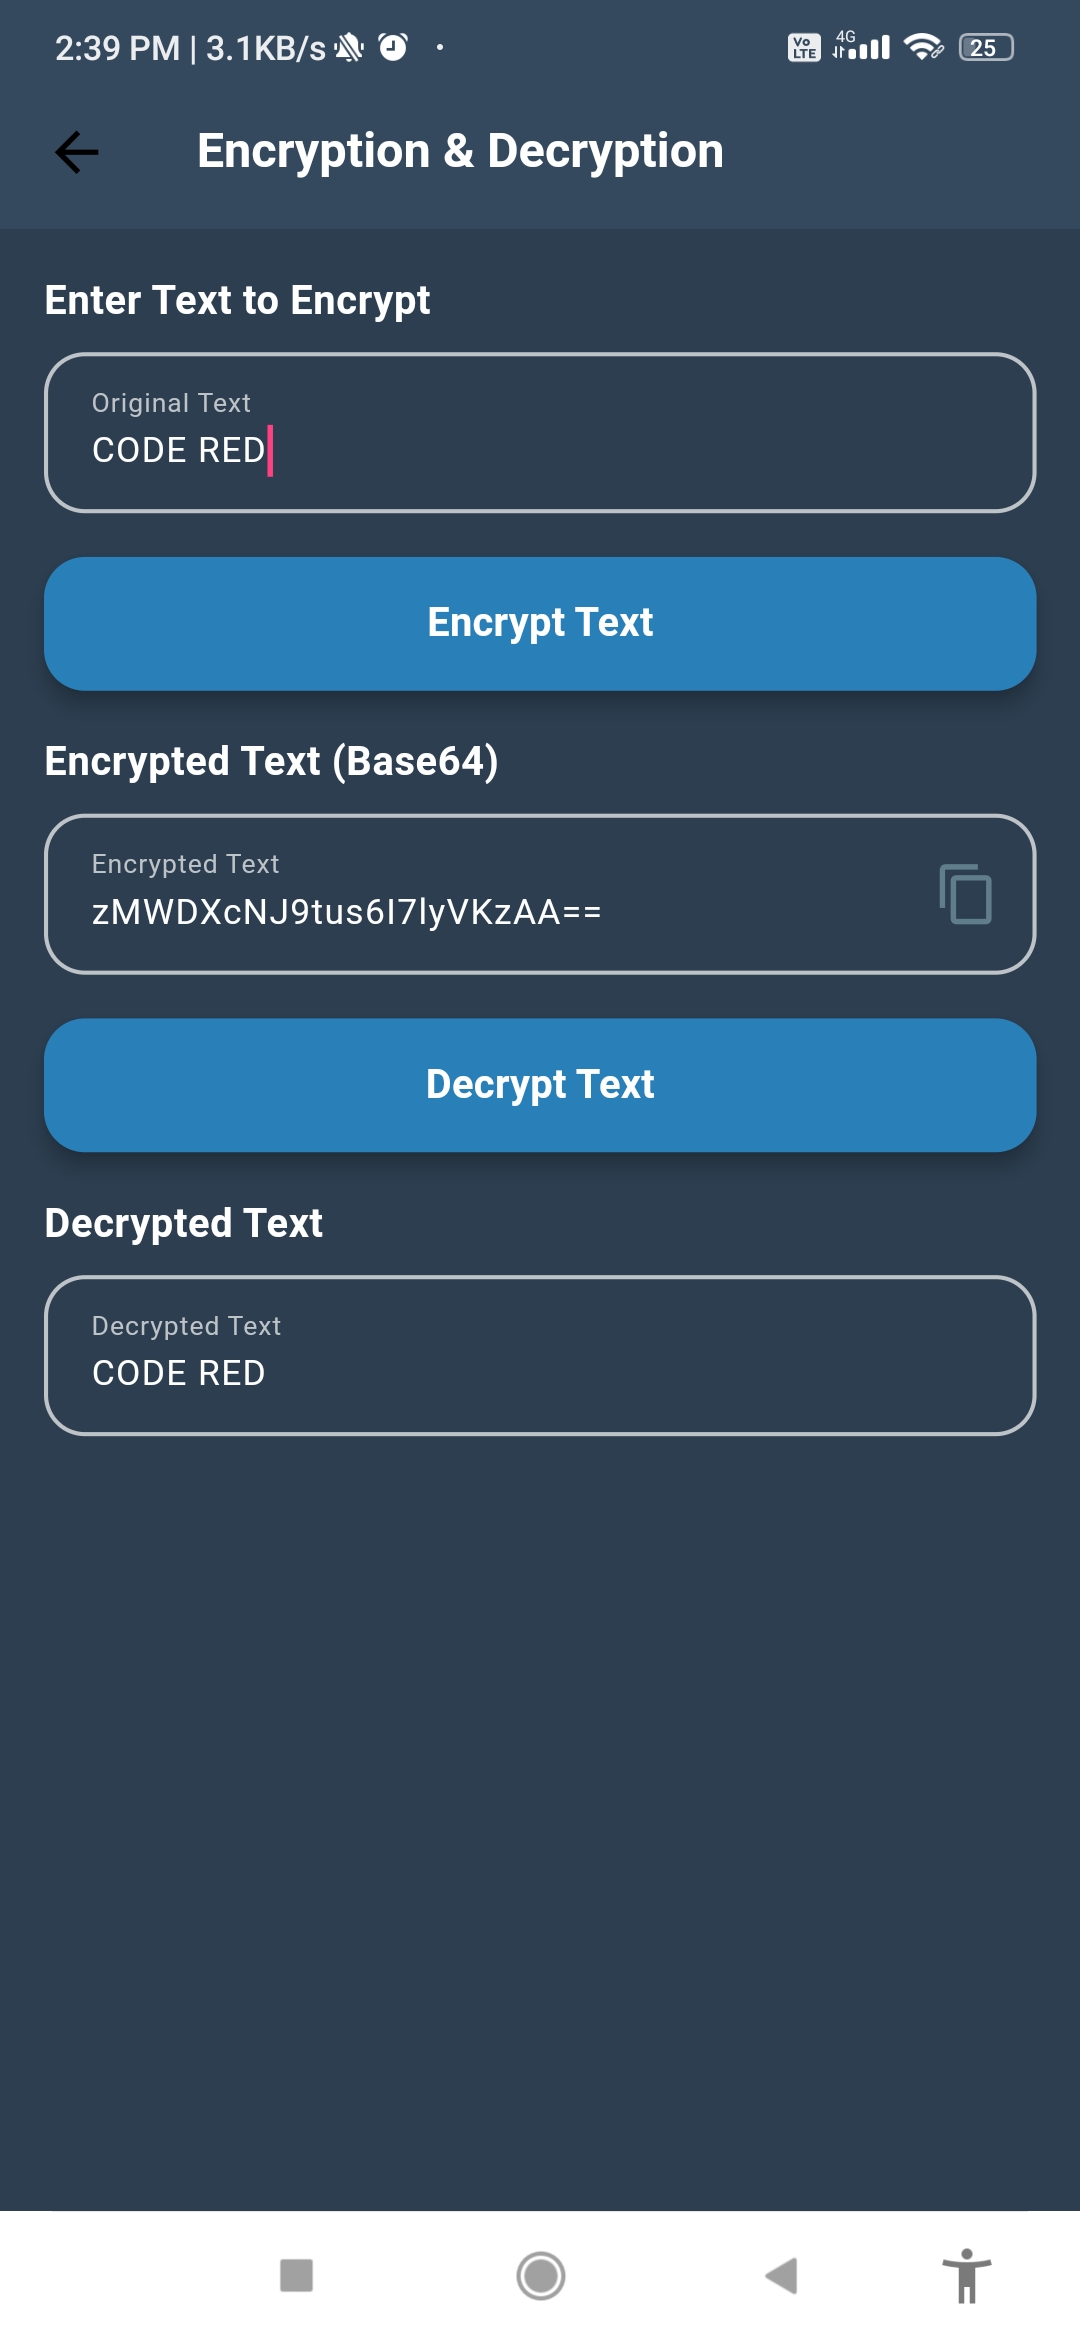 2:39 PM | 3.1KB/s
Vo LTE 4G 25
Encryption & Decryption
Enter Text to Encrypt
Original Text
CODE RED
Encrypt Text
Encrypted Text (Base64)
Encrypted Text
zMWDXcNJ9tus6I7lyVKzAA==
Decrypt Text
Decrypted Text
Decrypted Text
CODE RED